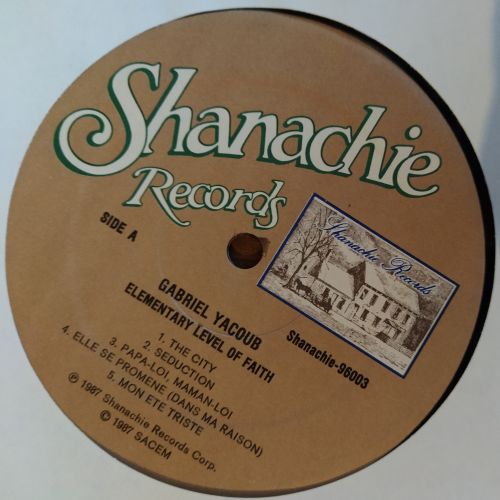 Shanachie
Records
SIDE A
Shanachie Records
Shanachie-96003
GABRIEL YACOUB
ELEMENTARY LEVEL OF FAITH
1. THE CITY
2. SEDUCTION
3. PAPA-LOI, MAMAN-LOI
4. ELLE SE PROMENE (DANS MA RAISON)
5. MON ETE TRISTE
℗ 1987 Shanachie Records Corp.
© 1987 SACEM